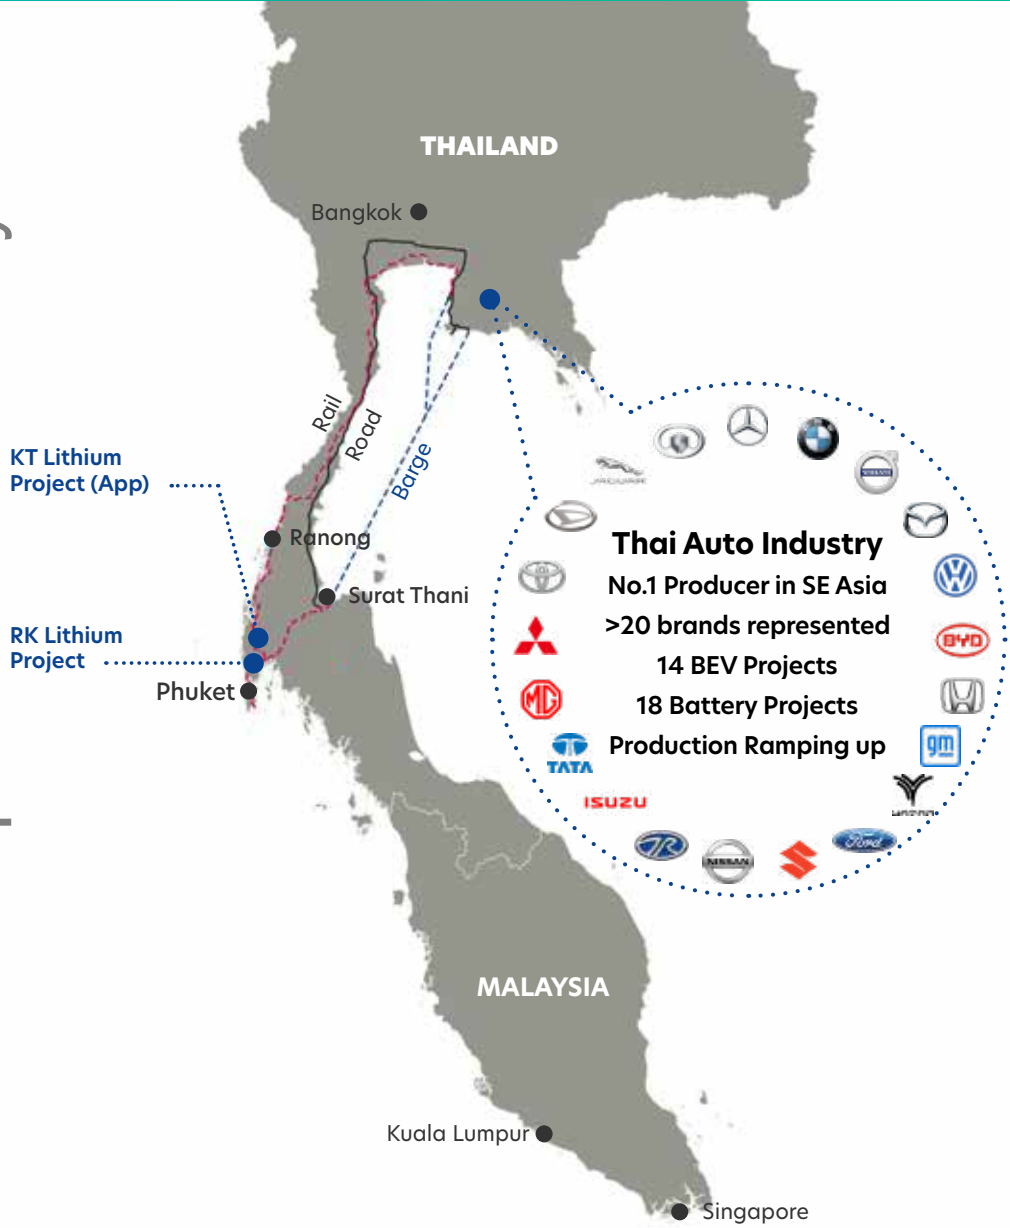 THAILAND
Bangkok
Rail
Road
Barge
KT Lithium
Project (App)
Ranong
Surat Thani
RK Lithium
Project
Phuket
JAGUAR
Thai Auto Industry
No.1 Producer in SE Asia
>20 brands represented
14 BEV Projects
18 Battery Projects
Production Ramping up
BYD
MG
gm
TATA
ISUZU
NISSAN
Ford
MALAYSIA
Kuala Lumpur
Singapore